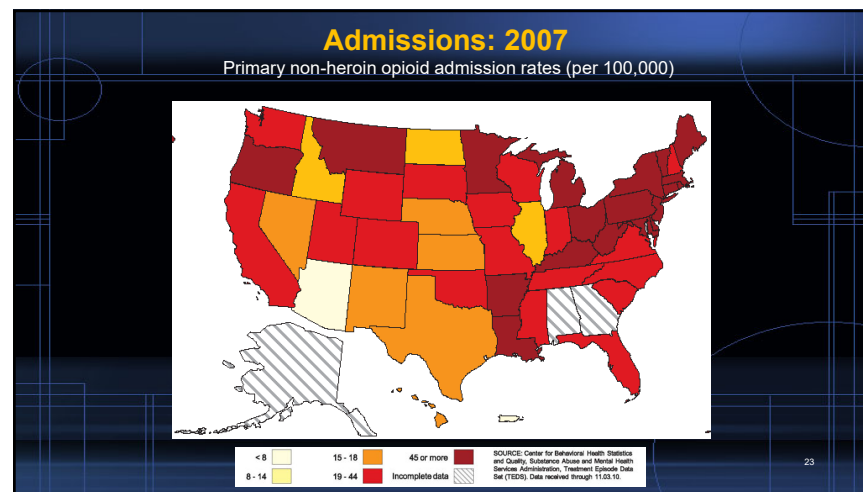 Admissions: 2007
Primary non-heroin opioid admission rates (per 100,000)
< 8
15 - 18
45 or more
8 - 14
19 - 44
Incomplete data
SOURCE: Center for Behavioral Health Statistics
and Quality, Substance Abuse and Mental Health
Services Administration, Treatment Episode Data
Set (TEDS). Data received through 11.03.10.
23